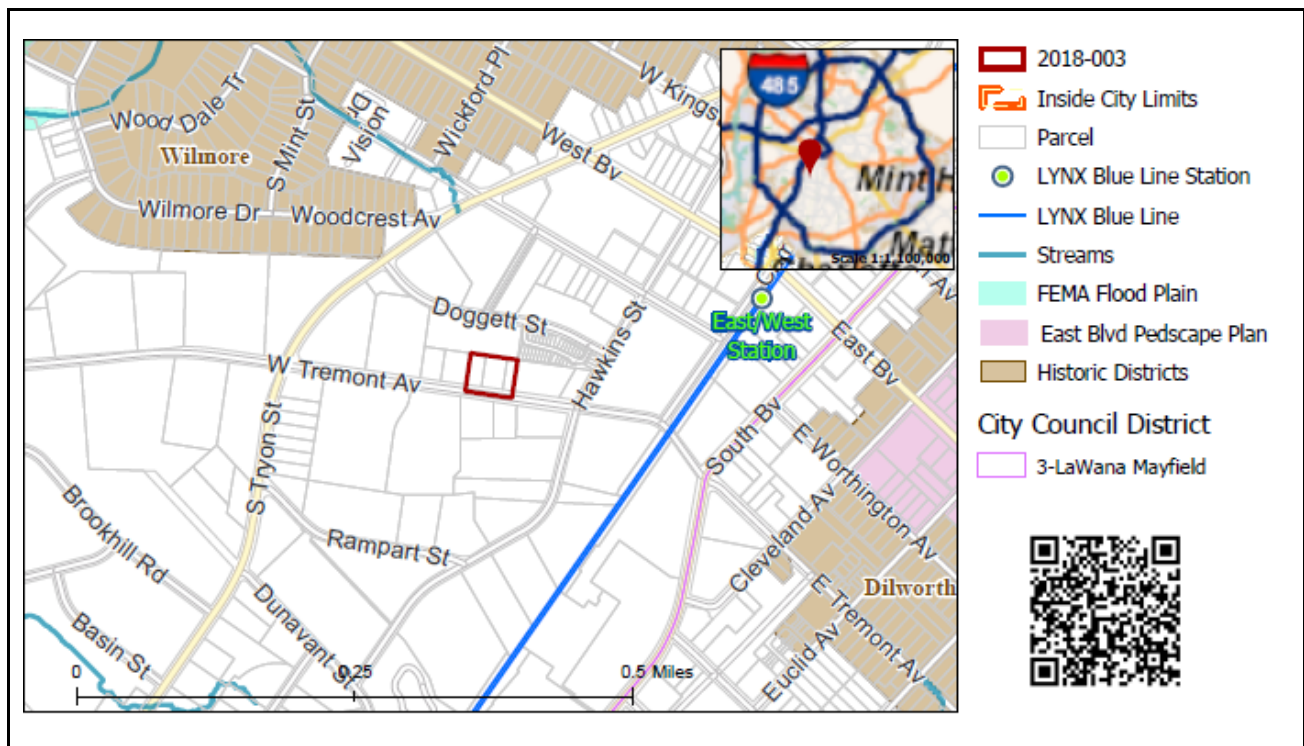 Wood Dale Tr
S Mint St
Dr
Vision
Wickford Pl
West Bv
W Kings
Wilmore
Wilmore Dr
Woodcrest Av
Doggett St
Hawkins St
W Tremont Av
S Tryon St
Rampart St
Brookhill Rd
Basin St
Dunavant St
East/West
Station
East Bv
South Bv
E Worthington Av
Cleveland Av
Dilworth
E Tremont Av
Euclid Av
Av
0
0.25
0.5 Miles
485
Mint H
Mat
Scale 1:1,100,000
2018-003
Inside City Limits
Parcel
LYNX Blue Line Station
LYNX Blue Line
Streams
FEMA Flood Plain
East Blvd Pedscape Plan
Historic Districts
City Council District
3-LaWana Mayfield